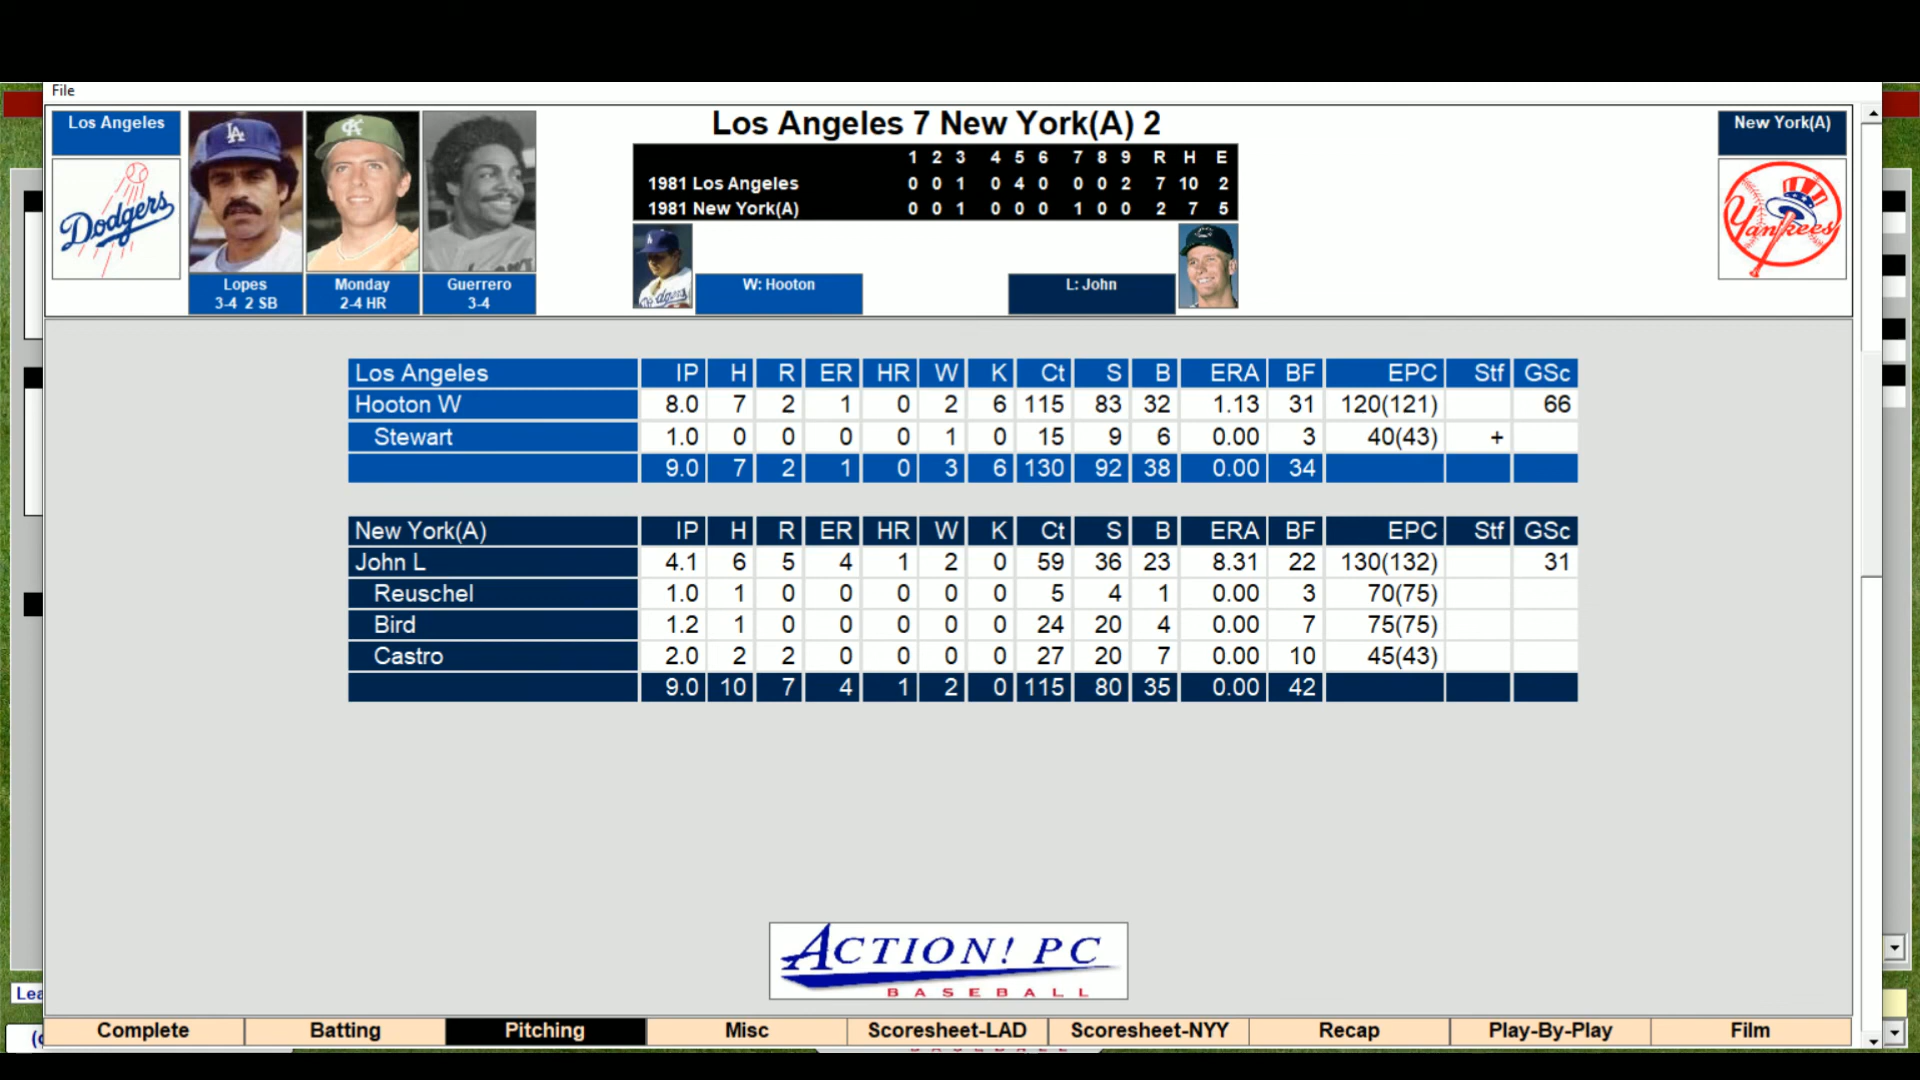 File
Los Angeles 7 New York(A) 2
Los Angeles
New York(A)
Dodgers
Yankees
LA
1 2 3 4 5 6 7 8 9 R H E
1981 Los Angeles 0 0 1 0 4 0 0 0 2 7 10 2
1981 New York(A) 0 0 1 0 0 0 1 0 0 2 7 5
Lopes
3-4 2 SB
Monday
2-4 HR
Guerrero
3-4
W: Hooton
L: John
Los Angeles IP H R ER HR W K Ct S B ERA BF EPC Stf GSc
Hooton W 8.0 7 2 1 0 2 6 115 83 32 1.13 31 120(121) 66
Stewart 1.0 0 0 0 0 1 0 15 9 6 0.00 3 40(43) +
9.0 7 2 1 0 3 6 130 92 38 0.00 34
New York(A) IP H R ER HR W K Ct S B ERA BF EPC Stf GSc
John L 4.1 6 5 4 1 2 0 59 36 23 8.31 22 130(132) 31
Reuschel 1.0 1 0 0 0 0 0 5 4 1 0.00 3 70(75)
Bird 1.2 1 0 0 0 0 0 24 20 4 0.00 7 75(75)
Castro 2.0 2 2 0 0 0 0 27 20 7 0.00 10 45(43)
9.0 10 7 4 1 2 0 115 80 35 0.00 42
ACTION! PC
BASEBALL
Lea
Complete Batting Pitching Misc Scoresheet-LAD Scoresheet-NYY Recap Play-By-Play Film